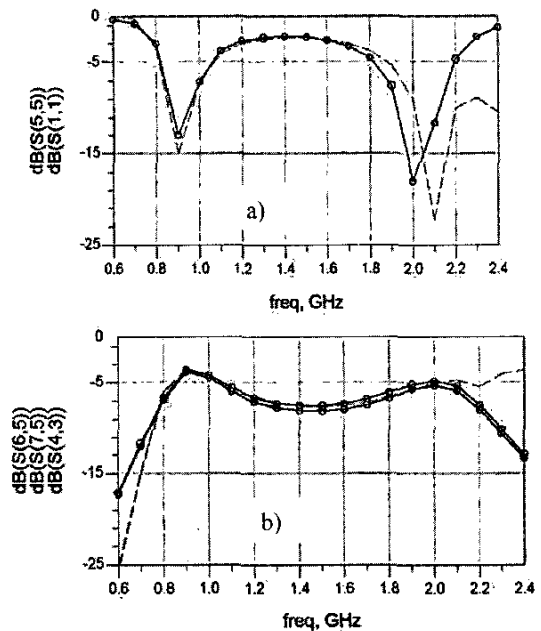 0
-5
-15
-25
dB(S(5,5))
dB(S(1,1))
a)
0.6 0.8 1.0 1.2 1.4 1.6 1.8 2.0 2.2 2.4
freq, GHz
0
-5
-15
-25
dB(S(6,5))
dB(S(7,5))
dB(S(4,3))
b)
0.6 0.8 1.0 1.2 1.4 1.6 1.8 2.0 2.2 2.4
freq, GHz